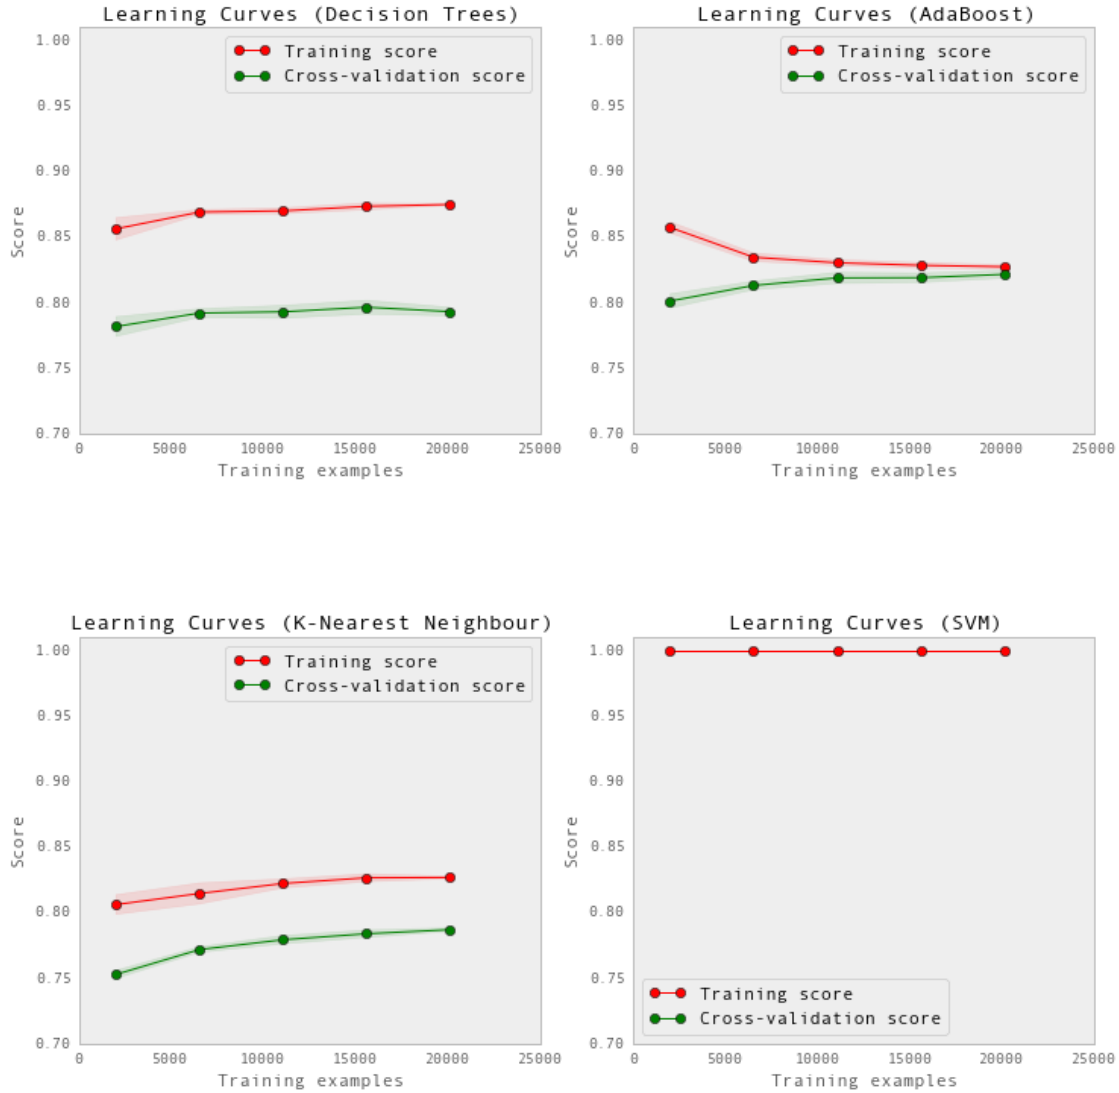 Learning Curves (Decision Trees)
Training score
Cross-validation score
1.00
0.95
0.90
0.85
0.80
0.75
0.70
Score
0 5000 10000 15000 20000 25000
Training examples
Learning Curves (AdaBoost)
Training score
Cross-validation score
1.00
0.95
0.90
0.85
0.80
0.75
0.70
Score
0 5000 10000 15000 20000 25000
Training examples
Learning Curves (K-Nearest Neighbour)
Training score
Cross-validation score
1.00
0.95
0.90
0.85
0.80
0.75
0.70
Score
0 5000 10000 15000 20000 25000
Training examples
Learning Curves (SVM)
1.00
0.95
0.90
0.85
0.80
0.75
0.70
Score
Training score
Cross-validation score
0 5000 10000 15000 20000 25000
Training examples